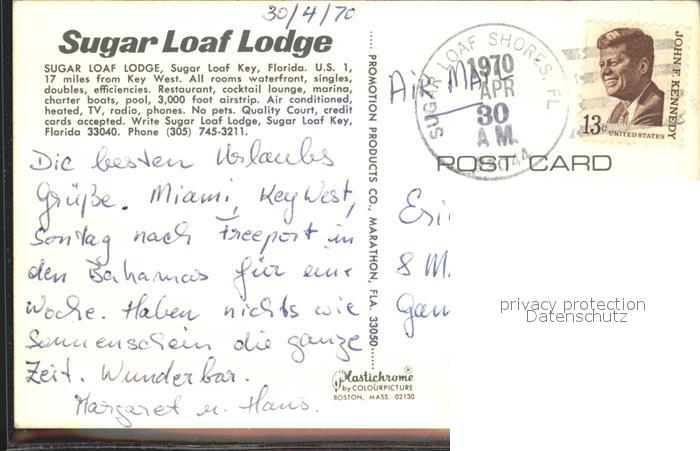 30/4/70
Sugar Loaf Lodge
SUGAR LOAF LODGE, Sugar Loaf Key, Florida. U.S. 1,
17 miles from Key West. All rooms waterfront, singles,
doubles, efficiencies. Restaurant, cocktail lounge, marina,
charter boats, pool, 3,000 foot airstrip. Air conditioned,
heated, TV, radio, phones. No pets. Quality Court, credit
cards accepted. Write Sugar Loaf Lodge, Sugar Loaf Key,
Florida 33040. Phone (305) 745-3211.
Die besten Urlaubs
Grüße. Miami, Key West,
Sonntag nach Freeport in
den Bahamas für eine
Woche. Haben nichts wie
Sonnenschein die ganze
Zeit. Wunderbar.
Margaret u. Hans.
PROMOTION PRODUCTS CO., MARATHON, FLA. 33050
Plastichrome®
by COLOURPICTURE
BOSTON, MASS. 02130
Air Mail
SUGAR LOAF SHORES, FL
1970
APR
30
A M
JOHN F. KENNEDY
13c
UNITED STATES
POST CARD
8 M
privacy protection
Datenschutz